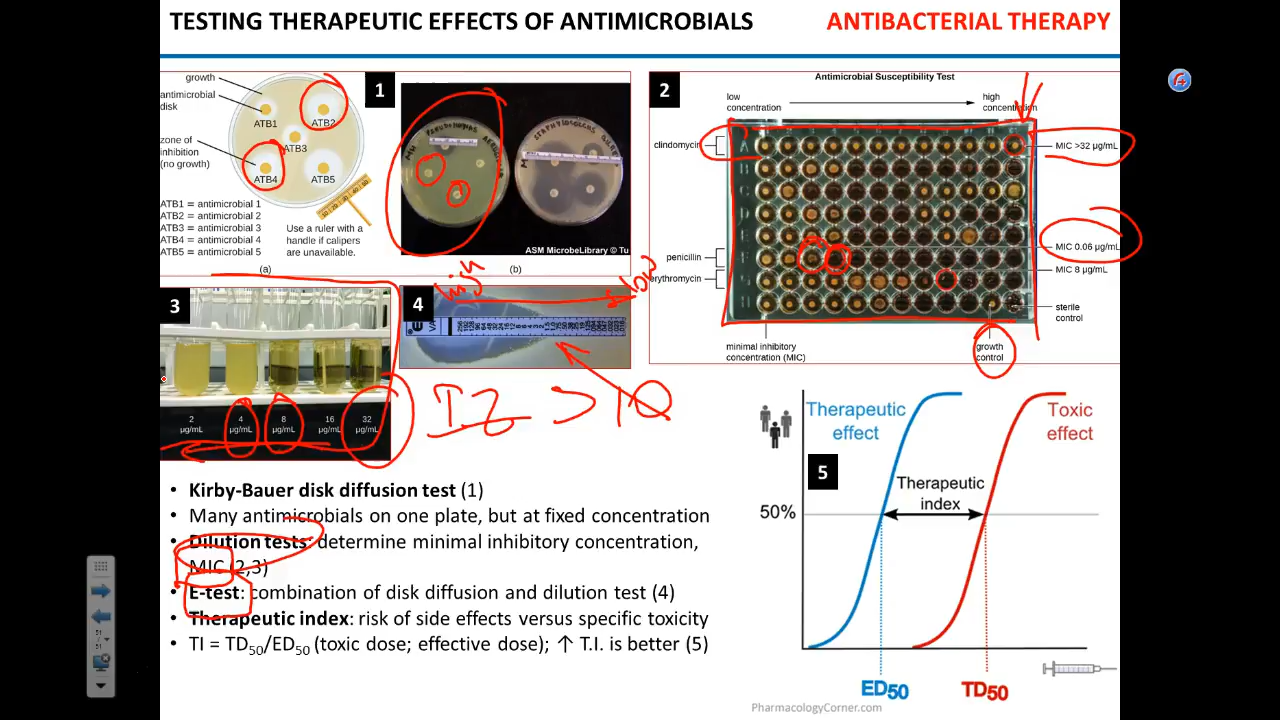 TESTING THERAPEUTIC EFFECTS OF ANTIMICROBIALS
ANTIBACTERIAL THERAPY
1
growth
antimicrobial
disk
zone of
inhibition
(no growth)
ATB1
ATB2
ATB3
ATB4
ATB5
ATB1 = antimicrobial 1
ATB2 = antimicrobial 2
ATB3 = antimicrobial 3
ATB4 = antimicrobial 4
ATB5 = antimicrobial 5
Use a ruler with a
handle if calipers
are unavailable.
(a)
ASM MicrobeLibrary © Tu
(b)
2
Antimicrobial Susceptibility Test
low
concentration
high
concentration
clindomycin
MIC >32 µg/mL
MIC 0.06 µg/mL
penicillin
erythromycin
MIC 8 µg/mL
sterile
control
minimal inhibitory
concentration (MIC)
growth
control
3
2
µg/mL
4
µg/mL
8
µg/mL
16
µg/mL
32
µg/mL
4
high
low
> 10
• Kirby-Bauer disk diffusion test (1)
• Many antimicrobials on one plate, but at fixed concentration
• Dilution tests: determine minimal inhibitory concentration,
MIC (2,3)
• E-test: combination of disk diffusion and dilution test (4)
• Therapeutic index: risk of side effects versus specific toxicity
• TI = TD50/ED50 (toxic dose; effective dose); ↑ T.I. is better (5)
5
Therapeutic
effect
Toxic
effect
Therapeutic
index
50%
ED50
TD50
PharmacologyCorner.com